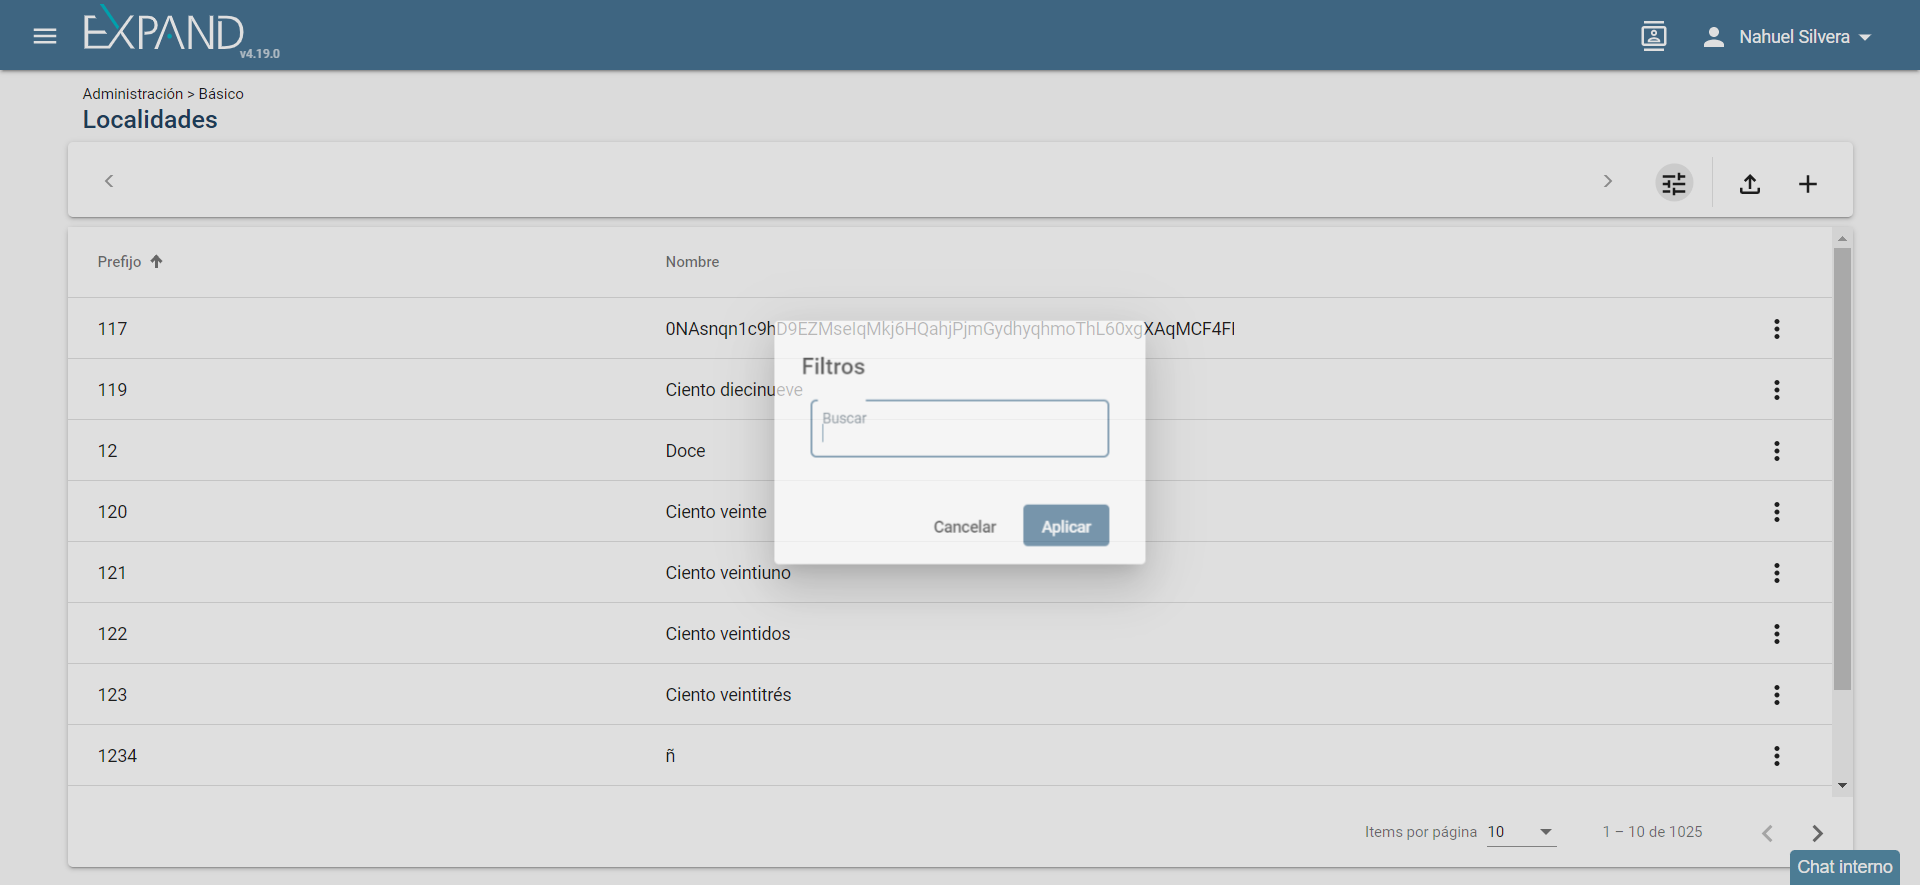 EXPAND
v4.19.0
Nahuel Silvera
Administración > Básico
Localidades
Prefijo
Nombre
117
0NAsnqn1c9hD9EZMseIqMkj6HQahjPjmGydhyqhmoThL60xgXAqMCF4FI
119
Ciento diecinueve
12
Doce
120
Ciento veinte
121
Ciento veintiuno
122
Ciento veintidos
123
Ciento veintitrés
1234
ñ
Filtros
Buscar
Cancelar
Aplicar
Items por página
10
1 – 10 de 1025
Chat interno